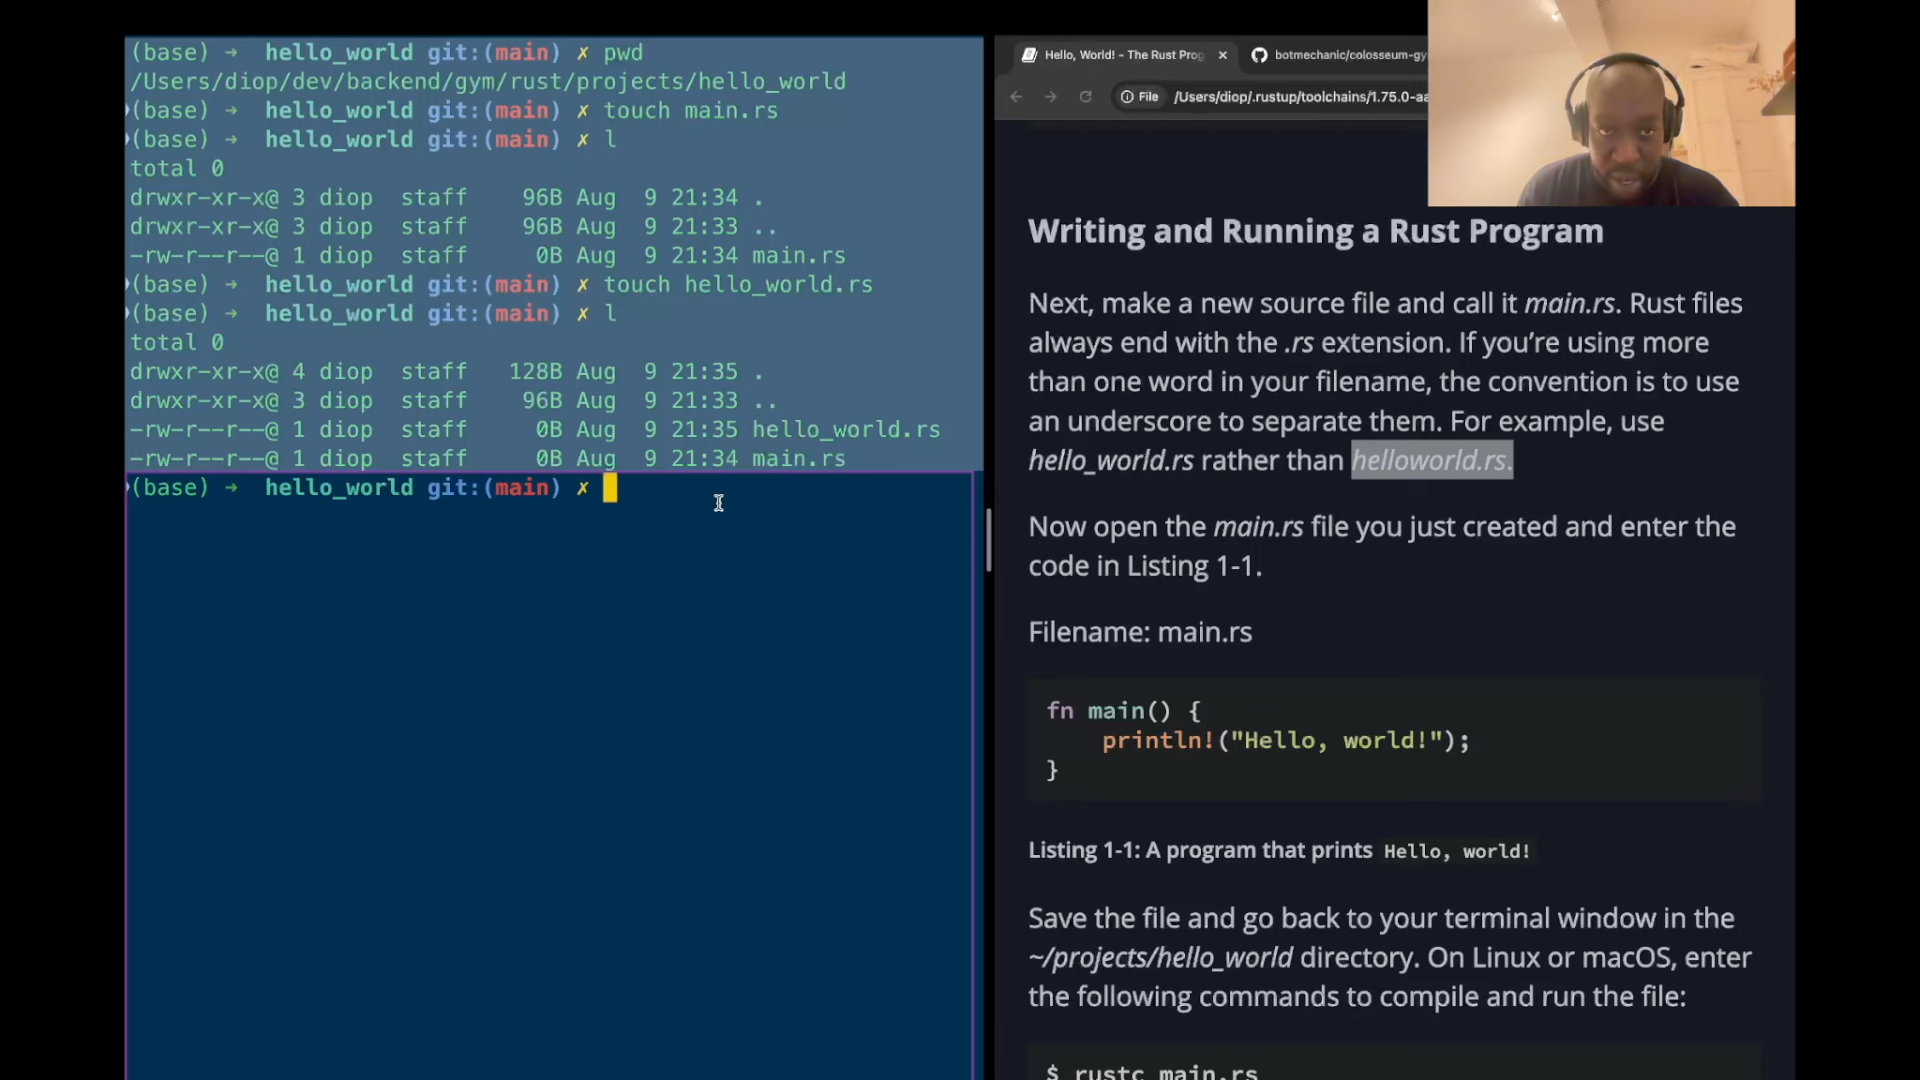 (base) → hello_world git:(main) ✗ pwd
/Users/diop/dev/backend/gym/rust/projects/hello_world
(base) → hello_world git:(main) ✗ touch main.rs
(base) → hello_world git:(main) ✗ l
total 0
drwxr-xr-x@ 3 diop staff 96B Aug 9 21:34 .
drwxr-xr-x@ 3 diop staff 96B Aug 9 21:33 ..
-rw-r--r--@ 1 diop staff 0B Aug 9 21:34 main.rs
(base) → hello_world git:(main) ✗ touch hello_world.rs
(base) → hello_world git:(main) ✗ l
total 0
drwxr-xr-x@ 4 diop staff 128B Aug 9 21:35 .
drwxr-xr-x@ 3 diop staff 96B Aug 9 21:33 ..
-rw-r--r--@ 1 diop staff 0B Aug 9 21:35 hello_world.rs
-rw-r--r--@ 1 diop staff 0B Aug 9 21:34 main.rs
(base) → hello_world git:(main) ✗
Hello, World! - The Rust Prog
botmechanic/colosseum-gy
File /Users/diop/.rustup/toolchains/1.75.0-aa
Writing and Running a Rust Program
Next, make a new source file and call it main.rs. Rust files
always end with the .rs extension. If you’re using more
than one word in your filename, the convention is to use
an underscore to separate them. For example, use
hello_world.rs rather than helloworld.rs.
Now open the main.rs file you just created and enter the
code in Listing 1-1.
Filename: main.rs
fn main() {
    println!("Hello, world!");
}
Listing 1-1: A program that prints Hello, world!
Save the file and go back to your terminal window in the
~/projects/hello_world directory. On Linux or macOS, enter
the following commands to compile and run the file:
$ rustc main.rs